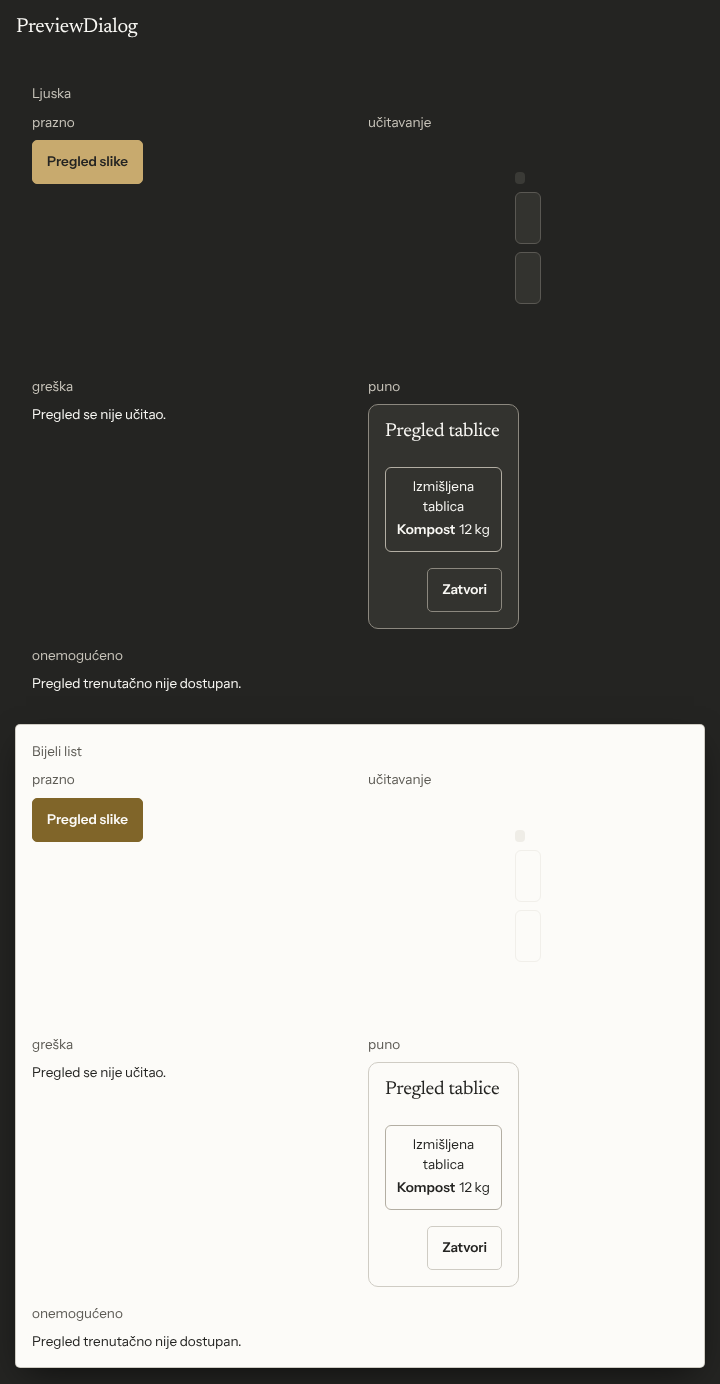 PreviewDialog
Ljuska
prazno
učitavanje
Pregled slike
greška
puno
Pregled se nije učitao.
Pregled tablice
Izmišljena
tablica
Kompost 12 kg
Zatvori
onemogućeno
Pregled trenutačno nije dostupan.
Bijeli list
prazno
učitavanje
Pregled slike
greška
puno
Pregled se nije učitao.
Pregled tablice
Izmišljena
tablica
Kompost 12 kg
Zatvori
onemogućeno
Pregled trenutačno nije dostupan.